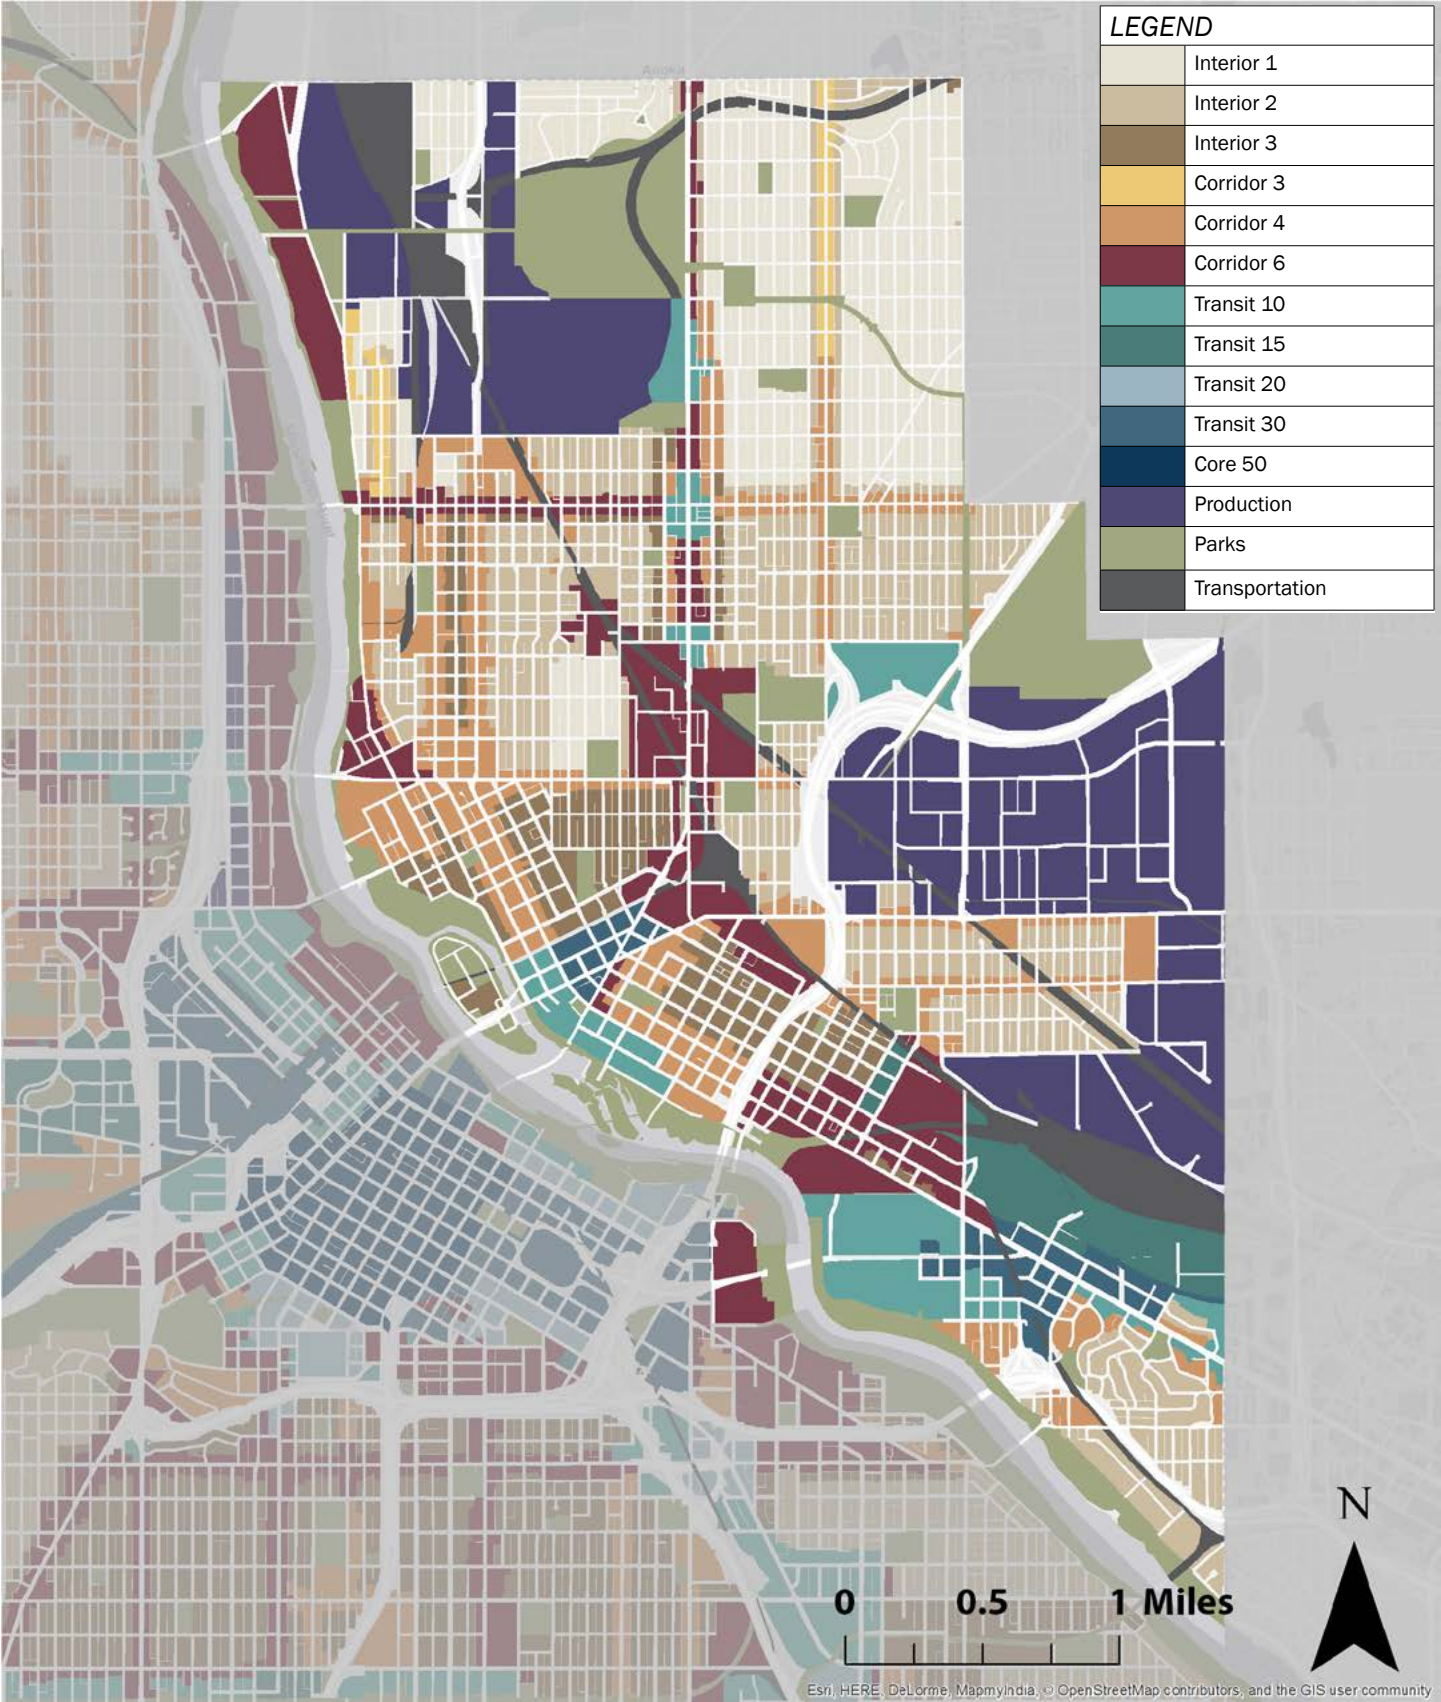 LEGEND
Interior 1
Interior 2
Interior 3
Corridor 3
Corridor 4
Corridor 6
Transit 10
Transit 15
Transit 20
Transit 30
Core 50
Production
Parks
Transportation
Anoka
N
0 0.5 1 Miles
Esri, HERE, DeLorme, MapmyIndia, © OpenStreetMap contributors, and the GIS user community